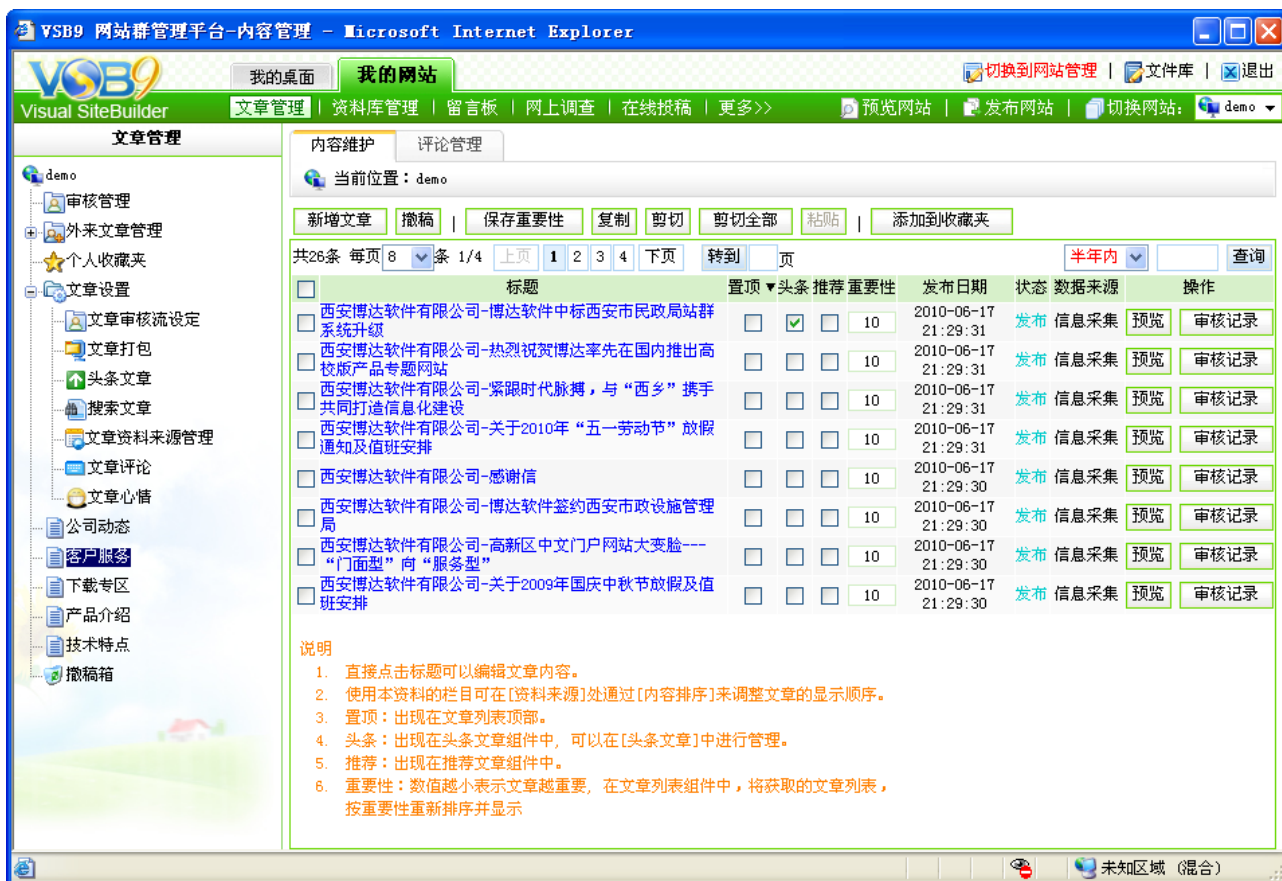 VSB9 网站群管理平台-内容管理 - Microsoft Internet Explorer
VSB9 我的桌面 我的网站 切换到网站管理 | 文件库 | 退出
Visual SiteBuilder 文章管理 | 资料库管理 | 留言板 | 网上调查 | 在线投稿 | 更多>> 预览网站 | 发布网站 | 切换网站: demo
文章管理
demo
审核管理
外来文章管理
个人收藏夹
文章设置
文章审核流设定
文章打包
头条文章
搜索文章
文章资料来源管理
文章评论
文章心情
公司动态
客户服务
下载专区
产品介绍
技术特点
撤稿箱
内容维护 评论管理
当前位置：demo
新增文章 撤稿 | 保存重要性 复制 剪切 剪切全部 粘贴 | 添加到收藏夹
共26条 每页 8 条 1/4 上页 1 2 3 4 下页 转到 页 半年内 查询
标题 置顶▼ 头条 推荐 重要性 发布日期 状态 数据来源 操作
西安博达软件有限公司-博达软件中标西安市民政局站群
系统升级
10 2010-06-17
21:29:31
发布 信息采集 预览 审核记录
西安博达软件有限公司-热烈祝贺博达率先在国内推出高
校版产品专题网站
10 2010-06-17
21:29:31
发布 信息采集 预览 审核记录
西安博达软件有限公司-紧跟时代脉搏，与“西乡”携手
共同打造信息化建设
10 2010-06-17
21:29:31
发布 信息采集 预览 审核记录
西安博达软件有限公司-关于2010年“五一劳动节”放假
通知及值班安排
10 2010-06-17
21:29:31
发布 信息采集 预览 审核记录
西安博达软件有限公司-感谢信
10 2010-06-17
21:29:30
发布 信息采集 预览 审核记录
西安博达软件有限公司-博达软件签约西安市政设施管理
局
10 2010-06-17
21:29:30
发布 信息采集 预览 审核记录
西安博达软件有限公司-高新区中文门户网站大变脸---
“门面型”向“服务型”
10 2010-06-17
21:29:30
发布 信息采集 预览 审核记录
西安博达软件有限公司-关于2009年国庆中秋节放假及值
班安排
10 2010-06-17
21:29:30
发布 信息采集 预览 审核记录
说明
1. 直接点击标题可以编辑文章内容。
2. 使用本资料的栏目可在[资料来源]处通过[内容排序]来调整文章的显示顺序。
3. 置顶：出现在文章列表顶部。
4. 头条：出现在头条文章组件中，可以在[头条文章]中进行管理。
5. 推荐：出现在推荐文章组件中。
6. 重要性：数值越小表示文章越重要，在文章列表组件中，将获取的文章列表，
按重要性重新排序并显示
未知区域 (混合)